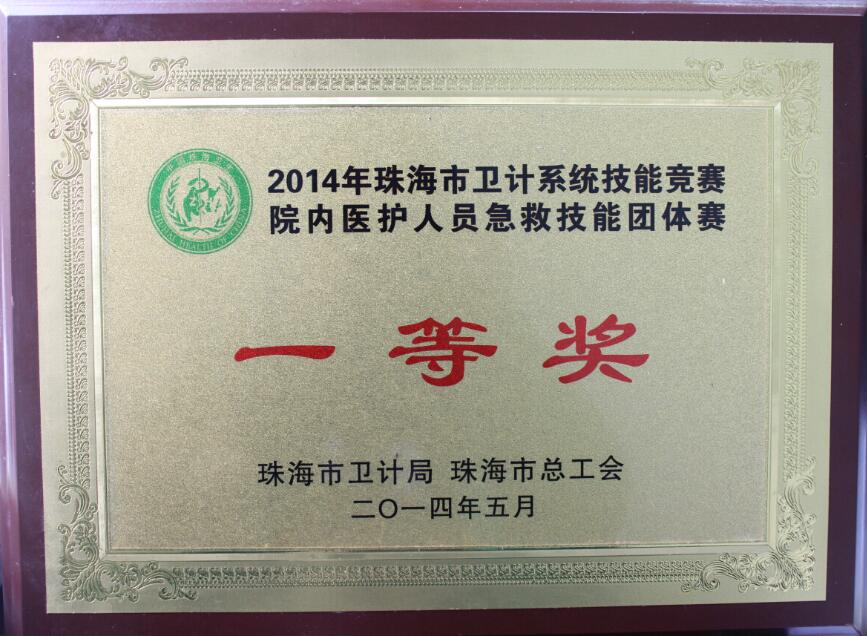 2014年珠海市卫计系统技能竞赛
院内医护人员急救技能团体赛
一等奖
珠海市卫计局 珠海市总工会
二〇一四年五月